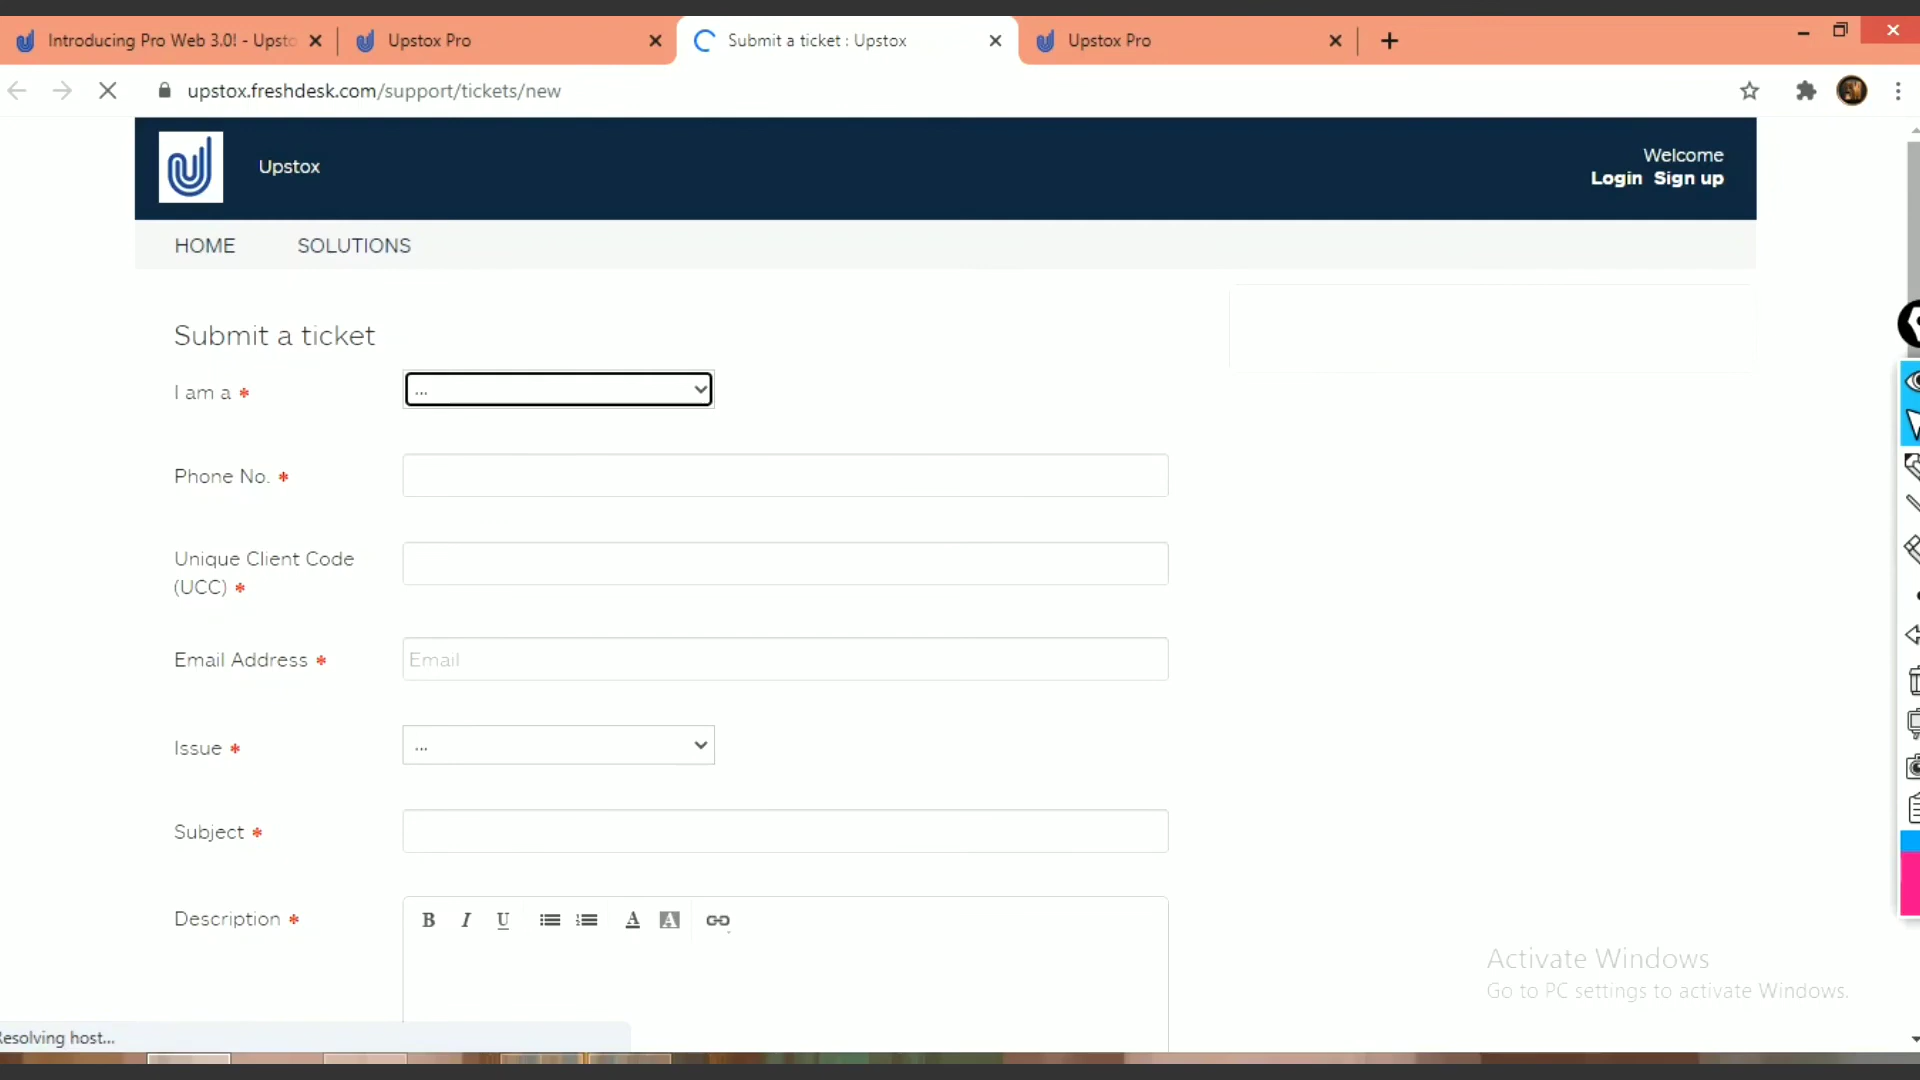 Introducing Pro Web 3.0! - Upsto
Upstox Pro
Submit a ticket : Upstox
Upstox Pro
upstox.freshdesk.com/support/tickets/new
Upstox
Welcome
Login Sign up
HOME SOLUTIONS
Submit a ticket
I am a *
...
Phone No. *
Unique Client Code
(UCC) *
Email Address *
Email
Issue *
...
Subject *
Description *
B I U A A
Activate Windows
Go to PC settings to activate Windows.
Resolving host...